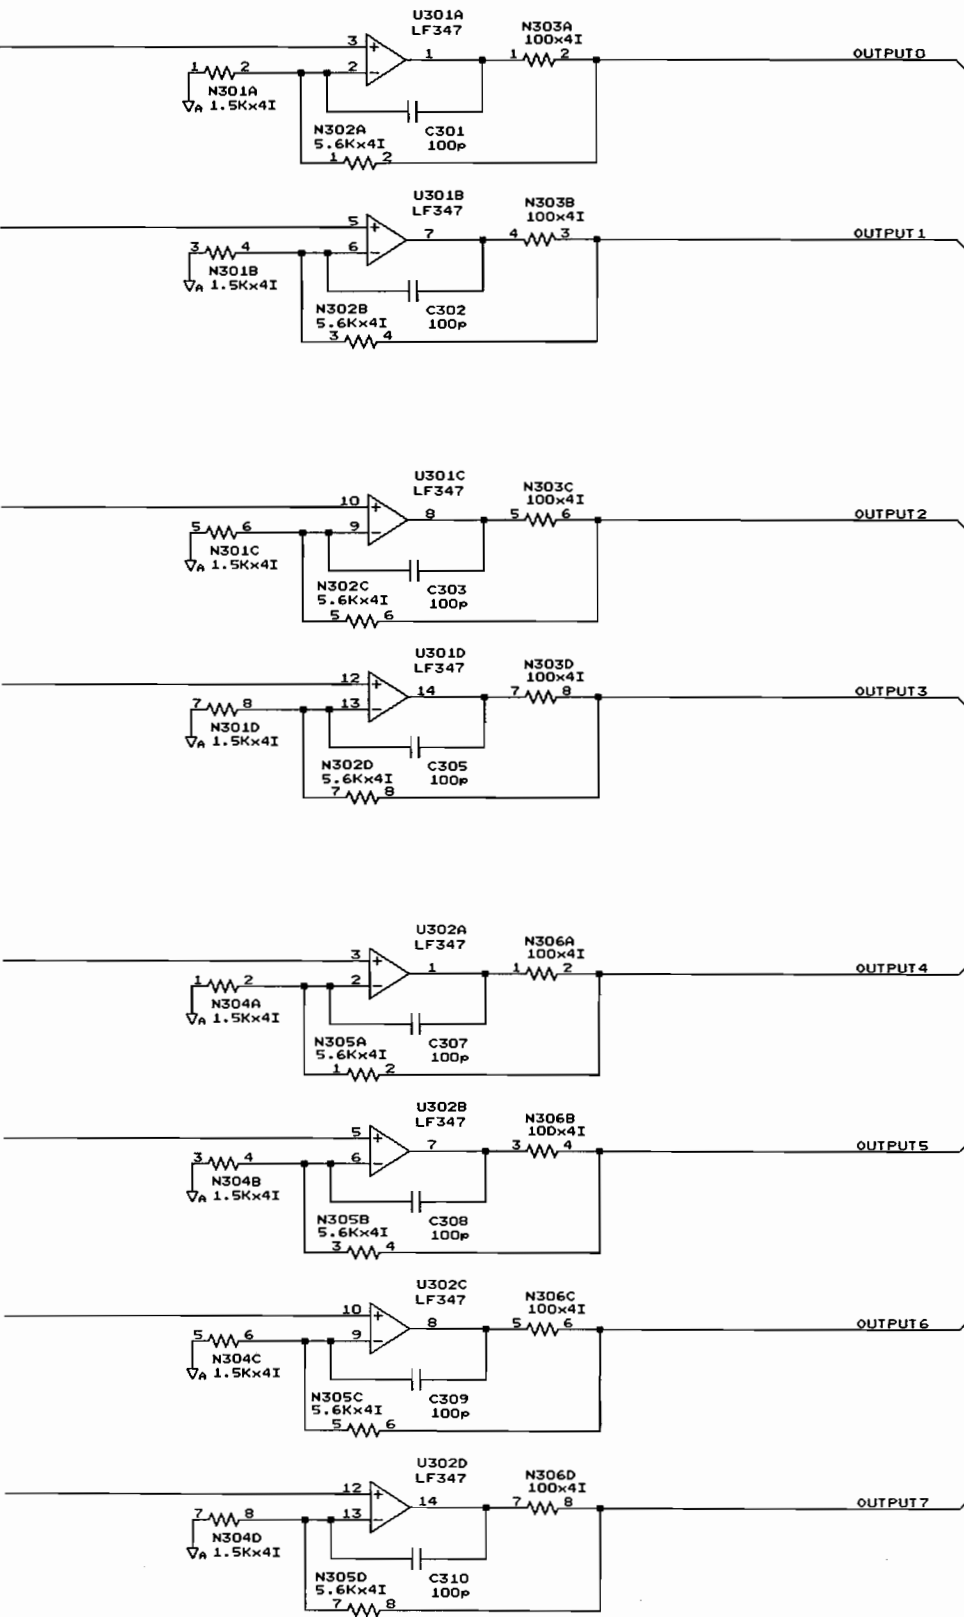 U301A
LF347
N303A
100x4I
3
1
1 2
OUTPUT0
1 2
2
N301A
A 1.5Kx4I
N302A
5.6Kx4I
1 2
C301
100p
U301B
LF347
N303B
100x4I
5
7
4 3
OUTPUT1
3 4
6
N301B
A 1.5Kx4I
N302B
5.6Kx4I
3 4
C302
100p
U301C
LF347
N303C
100x4I
10
8
5 6
OUTPUT2
5 6
9
N301C
A 1.5Kx4I
N302C
5.6Kx4I
5 6
C303
100p
U301D
LF347
N303D
100x4I
12
14
7 8
OUTPUT3
7 8
13
N301D
A 1.5Kx4I
N302D
5.6Kx4I
7 8
C305
100p
U302A
LF347
N306A
100x4I
3
1
1 2
OUTPUT4
1 2
2
N304A
A 1.5Kx4I
N305A
5.6Kx4I
1 2
C307
100p
U302B
LF347
N306B
100x4I
5
7
3 4
OUTPUT5
3 4
6
N304B
A 1.5Kx4I
N305B
5.6Kx4I
3 4
C308
100p
U302C
LF347
N306C
100x4I
10
8
5 6
OUTPUT6
5 6
9
N304C
A 1.5Kx4I
N305C
5.6Kx4I
5 6
C309
100p
U302D
LF347
N306D
100x4I
12
14
7 8
OUTPUT7
7 8
13
N304D
A 1.5Kx4I
N305D
5.6Kx4I
7 8
C310
100p